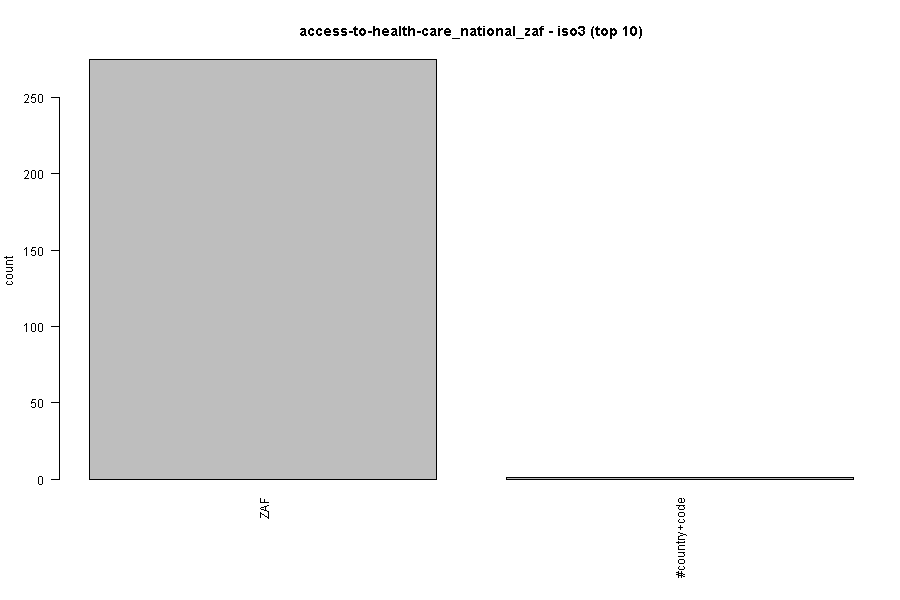 access-to-health-care_national_zaf - iso3 (top 10)
count
250
200
150
100
50
0
ZAF
#country+code